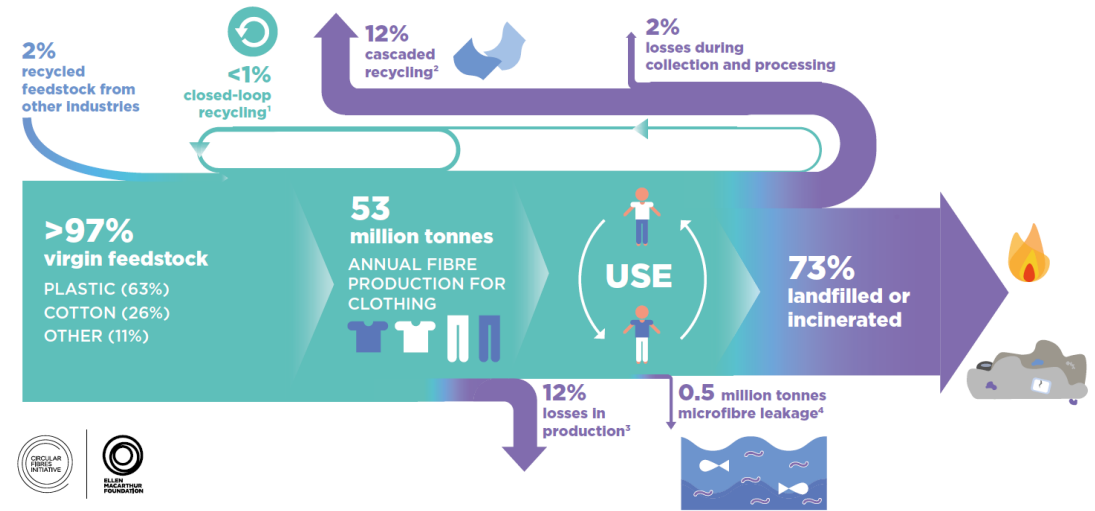 2%
recycled
feedstock from
other industries
<1%
closed-loop
recycling¹
12%
cascaded
recycling²
2%
losses during
collection and processing
>97%
virgin feedstock
PLASTIC (63%)
COTTON (26%)
OTHER (11%)
53
million tonnes
ANNUAL FIBRE
PRODUCTION FOR
CLOTHING
USE
73%
landfilled or
incinerated
12%
losses in
production³
0.5 million tonnes
microfibre leakage⁴
CIRCULAR
FIBRES
INITIATIVE
ELLEN
MACARTHUR
FOUNDATION